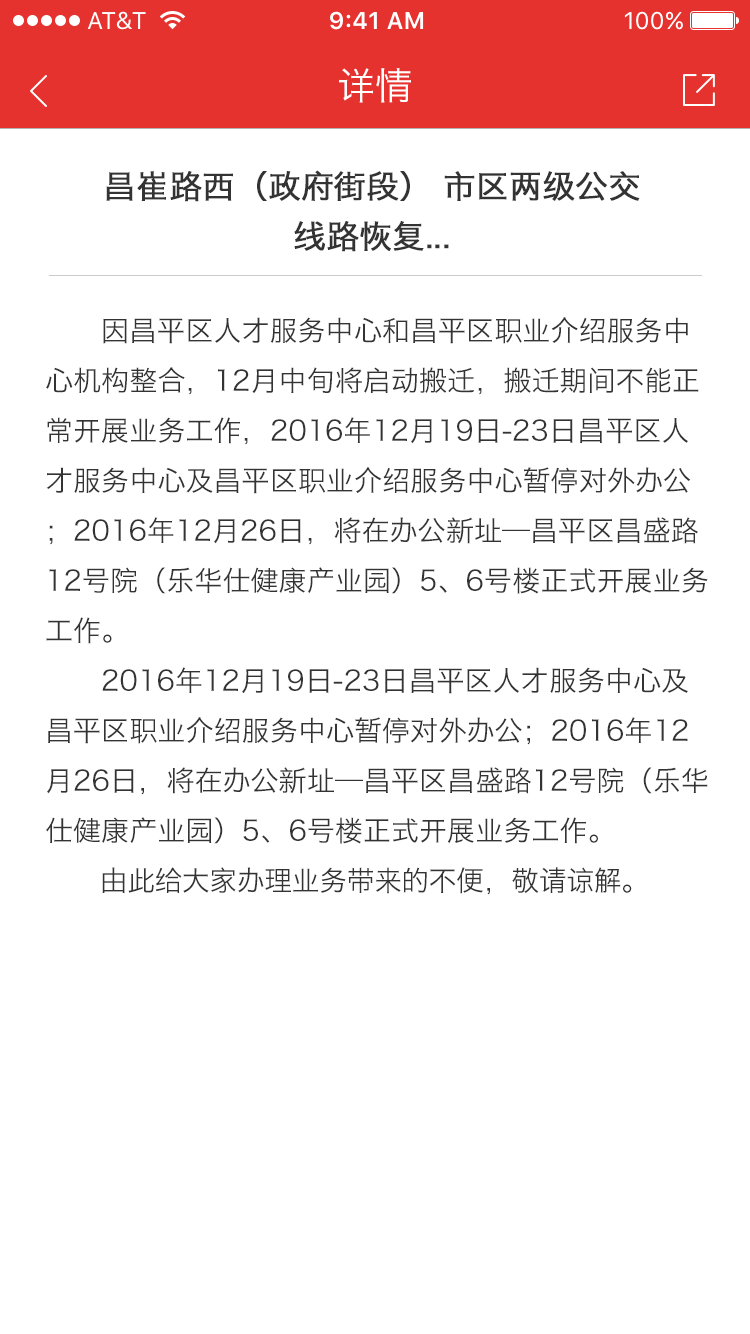 AT&T 9:41 AM 100%
详情
昌崔路西（政府街段） 市区两级公交
线路恢复...
因昌平区人才服务中心和昌平区职业介绍服务中
心机构整合，12月中旬将启动搬迁，搬迁期间不能正
常开展业务工作，2016年12月19日-23日昌平区人
才服务中心及昌平区职业介绍服务中心暂停对外办公
；2016年12月26日，将在办公新址—昌平区昌盛路
12号院（乐华仕健康产业园）5、6号楼正式开展业务
工作。
2016年12月19日-23日昌平区人才服务中心及
昌平区职业介绍服务中心暂停对外办公；2016年12
月26日，将在办公新址—昌平区昌盛路12号院（乐华
仕健康产业园）5、6号楼正式开展业务工作。
由此给大家办理业务带来的不便，敬请谅解。